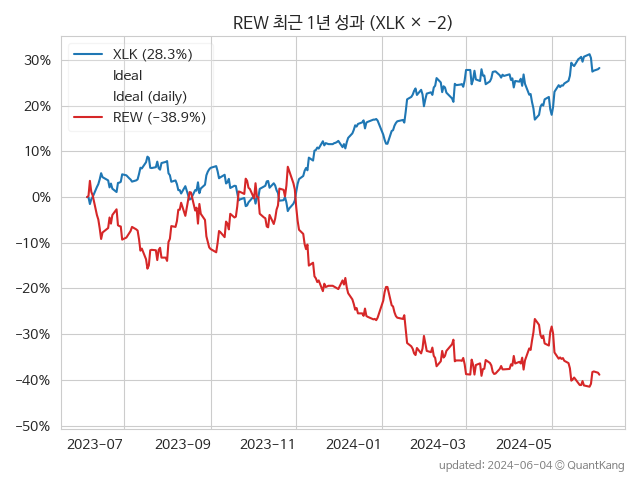 REW 최근 1년 성과 (XLK × −2)
XLK (28.3%)
Ideal
Ideal (daily)
REW (−38.9%)
30%
20%
10%
0%
−10%
−20%
−30%
−40%
−50%
2023-07 2023-09 2023-11 2024-01 2024-03 2024-05
updated: 2024-06-04 © QuantKang